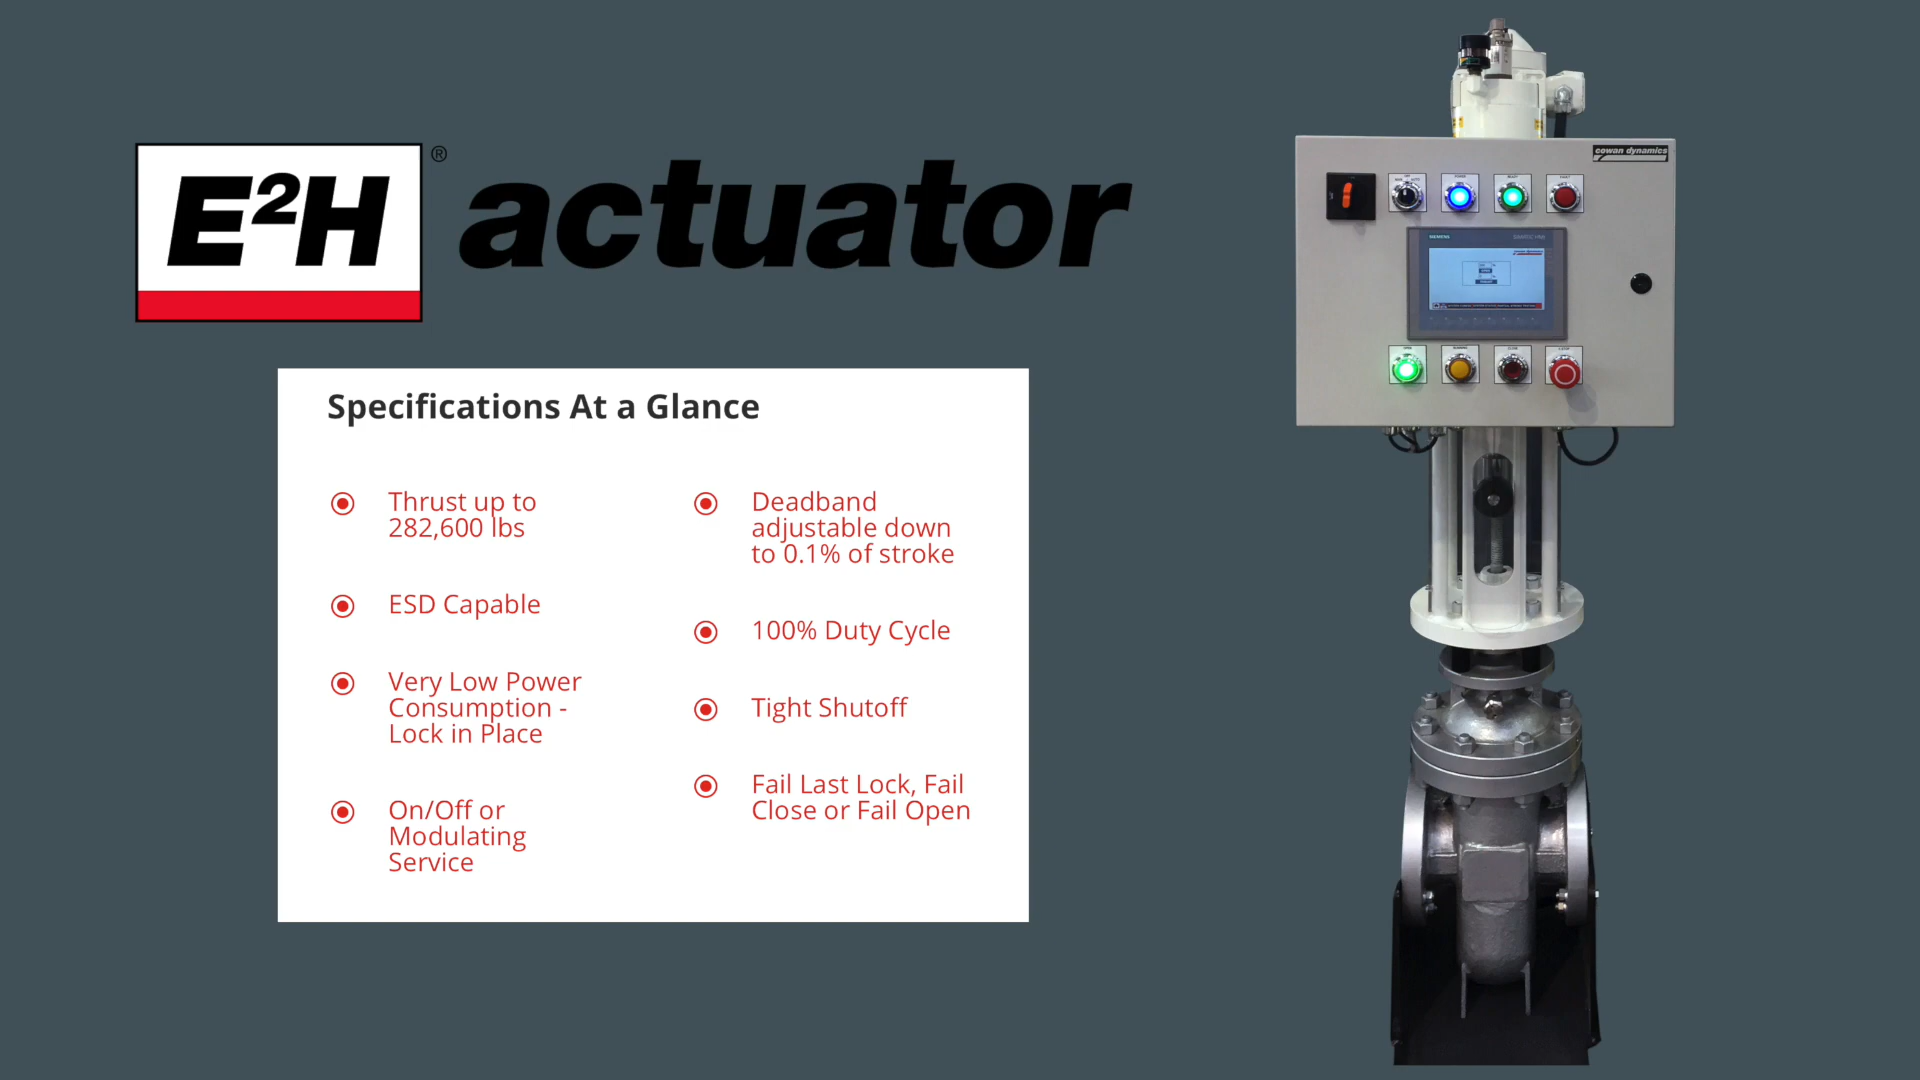 E²H® actuator
Specifications At a Glance
Thrust up to
282,600 lbs
ESD Capable
Very Low Power
Consumption -
Lock in Place
On/Off or
Modulating
Service
Deadband
adjustable down
to 0.1% of stroke
100% Duty Cycle
Tight Shutoff
Fail Last Lock, Fail
Close or Fail Open
cowan dynamics
SIEMENS